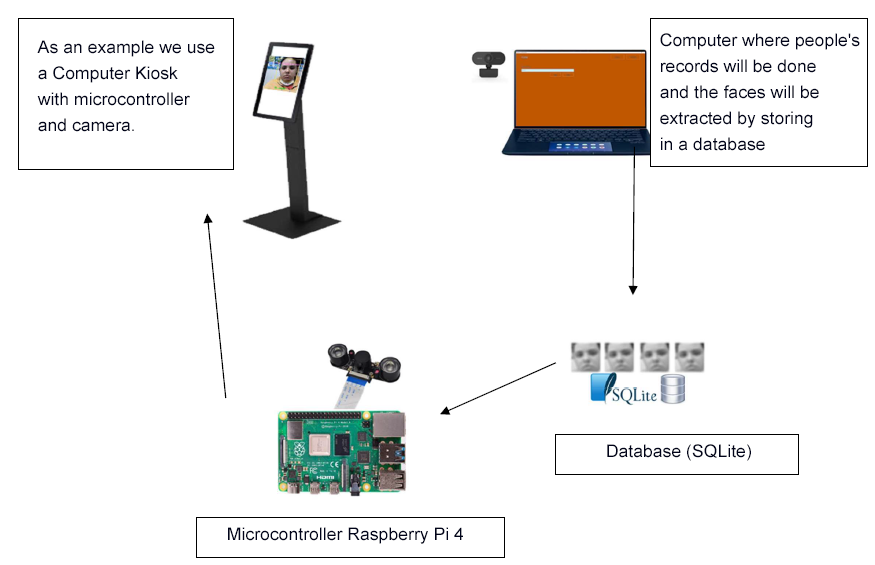 As an example we use
a Computer Kiosk
with microcontroller
and camera.
Computer where people's
records will be done
and the faces will be
extracted by storing
in a database
SQLite
Database (SQLite)
HDMI
Microcontroller Raspberry Pi 4